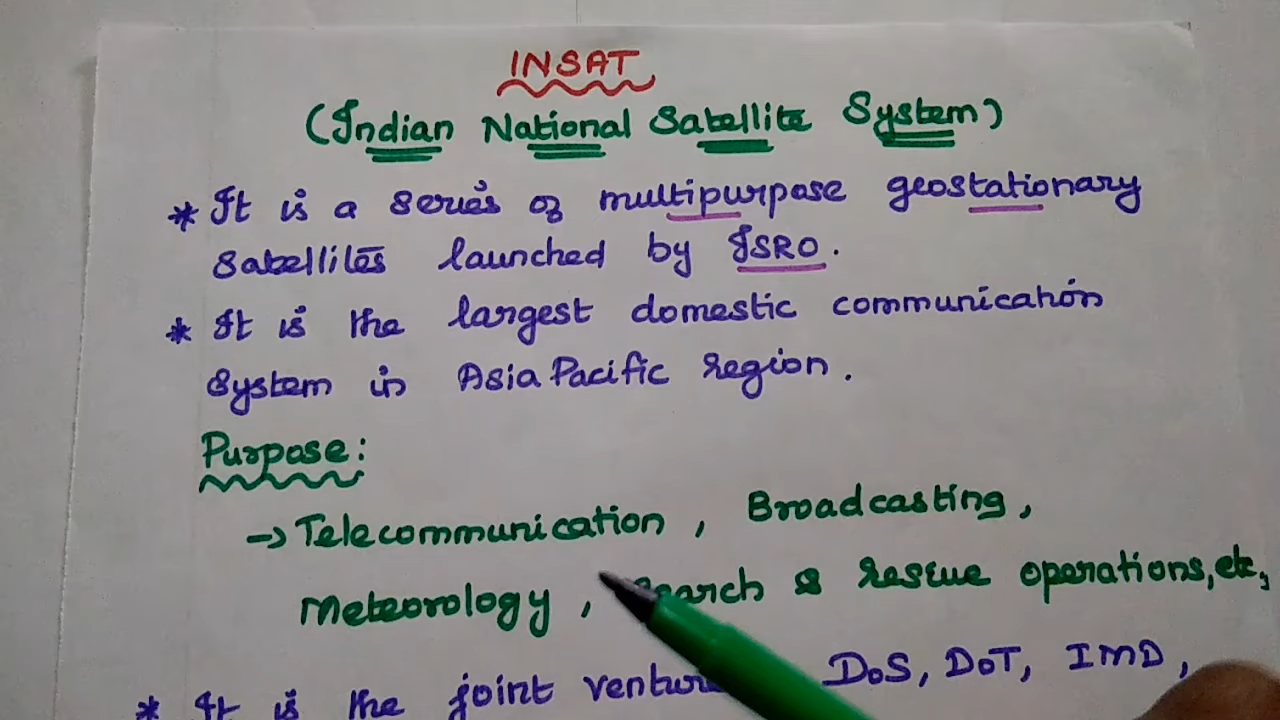 INSAT
(Indian National Satellite System)
* It is a series of multipurpose geostationary
satellites launched by ISRO.
* It is the largest domestic communication
system in Asia Pacific region.
Purpose:
→ Telecommunication, Broadcasting,
Meteorology, search & rescue operations, etc,
* It is the joint venture DoS, DoT, IMD,